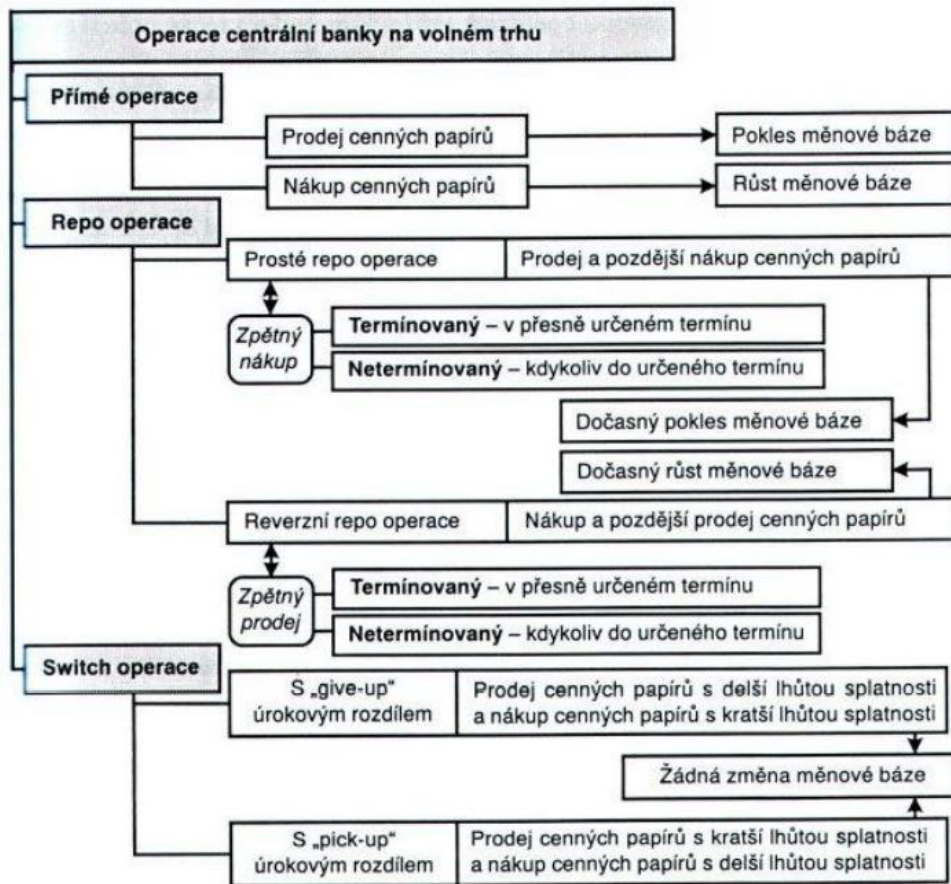 Operace centrální banky na volném trhu
Přímé operace
Prodej cenných papírů
Pokles měnové báze
Nákup cenných papírů
Růst měnové báze
Repo operace
Prosté repo operace
Prodej a pozdější nákup cenných papírů
Zpětný
nákup
Termínovaný – v přesně určeném termínu
Netermínovaný – kdykoliv do určeného termínu
Dočasný pokles měnové báze
Dočasný růst měnové báze
Reverzní repo operace
Nákup a pozdější prodej cenných papírů
Zpětný
prodej
Termínovaný – v přesně určeném termínu
Netermínovaný – kdykoliv do určeného termínu
Switch operace
S „give-up“
úrokovým rozdílem
Prodej cenných papírů s delší lhůtou splatnosti
a nákup cenných papírů s kratší lhůtou splatnosti
Žádná změna měnové báze
S „pick-up“
úrokovým rozdílem
Prodej cenných papírů s kratší lhůtou splatnosti
a nákup cenných papírů s delší lhůtou splatnosti